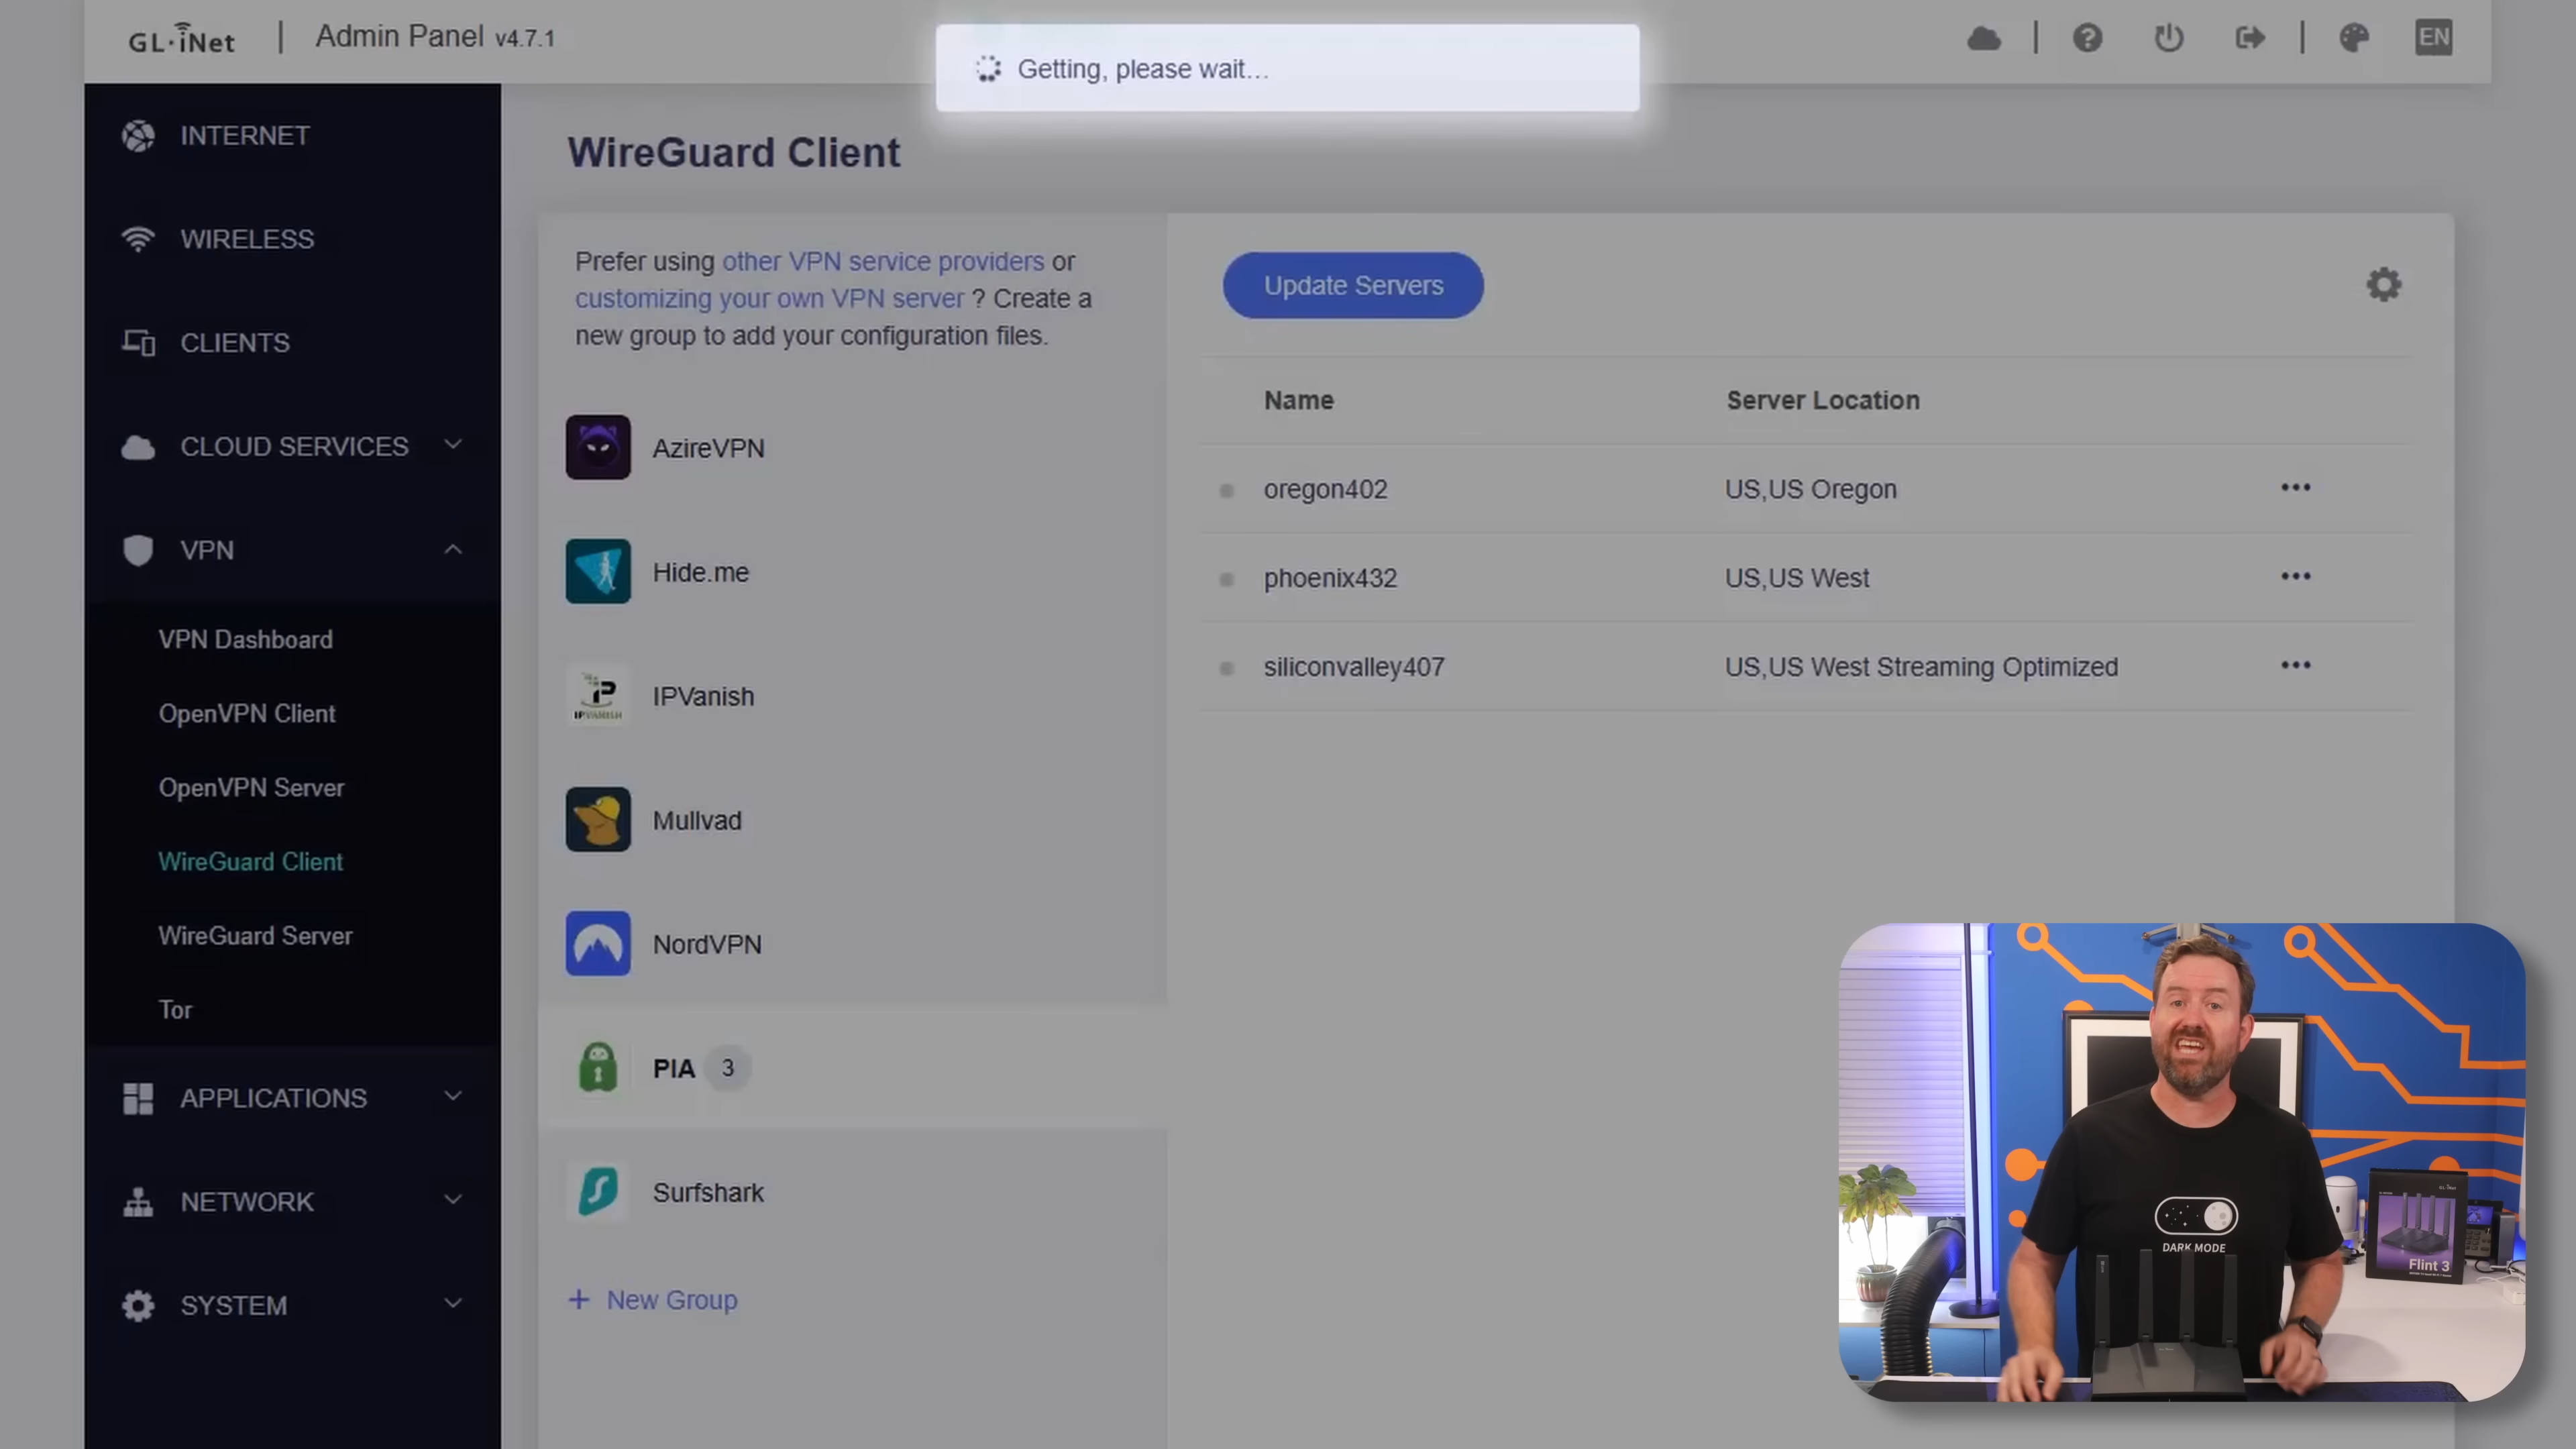 GL·iNet | Admin Panel v4.7.1
Getting, please wait...
EN
INTERNET
WIRELESS
CLIENTS
CLOUD SERVICES
VPN
VPN Dashboard
OpenVPN Client
OpenVPN Server
WireGuard Client
WireGuard Server
Tor
APPLICATIONS
NETWORK
SYSTEM
WireGuard Client
Prefer using other VPN service providers or
customizing your own VPN server ? Create a
new group to add your configuration files.
AzireVPN
Hide.me
IPVANISH
IPVanish
Mullvad
NordVPN
PIA 3
Surfshark
+ New Group
Update Servers
Name Server Location
oregon402 US,US Oregon
phoenix432 US,US West
siliconvalley407 US,US West Streaming Optimized
DARK MODE
GL·iNet
Flint 3